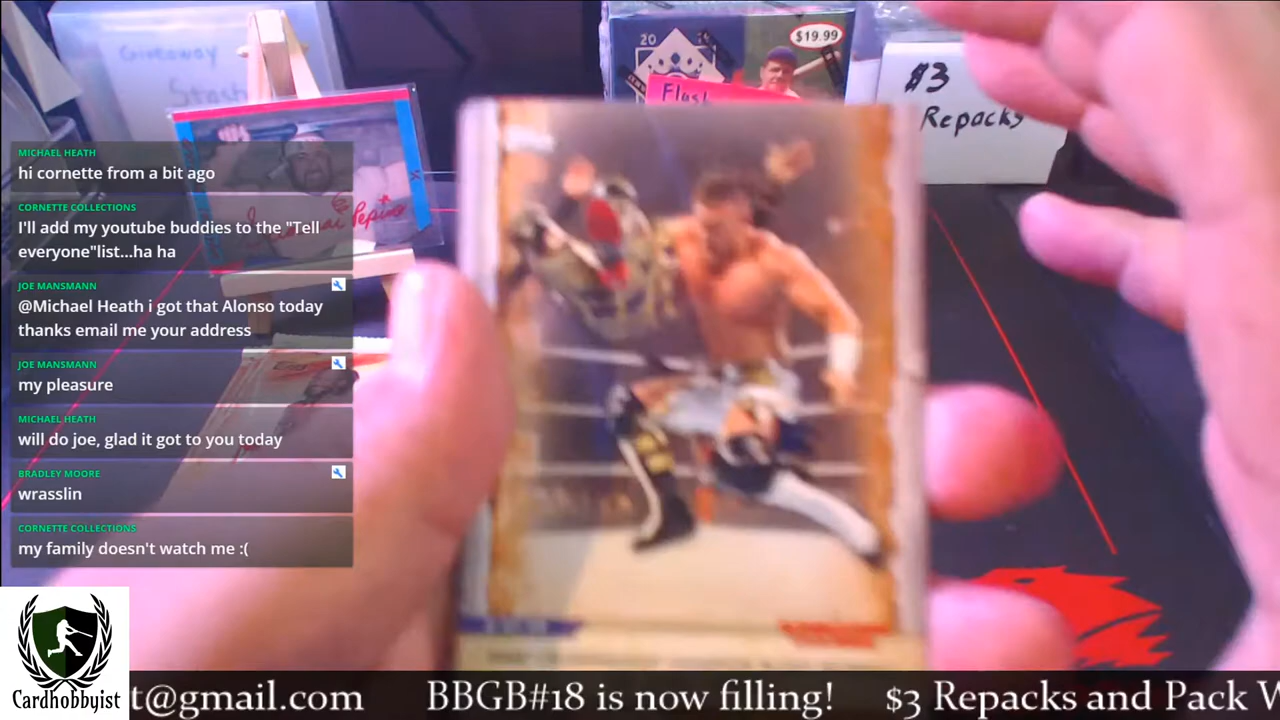 Giveaway
Stash
20
$19.99
Flash
$3
Repacks
MICHAEL HEATH
hi cornette from a bit ago
CORNETTE COLLECTIONS
I'll add my youtube buddies to the "Tell
everyone"list...ha ha
JOE MANSMANN
@Michael Heath i got that Alonso today
thanks email me your address
JOE MANSMANN
my pleasure
MICHAEL HEATH
will do joe, glad it got to you today
BRADLEY MOORE
wrasslin
CORNETTE COLLECTIONS
my family doesn't watch me :(
Cardhobbyist
t@gmail.com BBGB#18 is now filling! $3 Repacks and Pack W